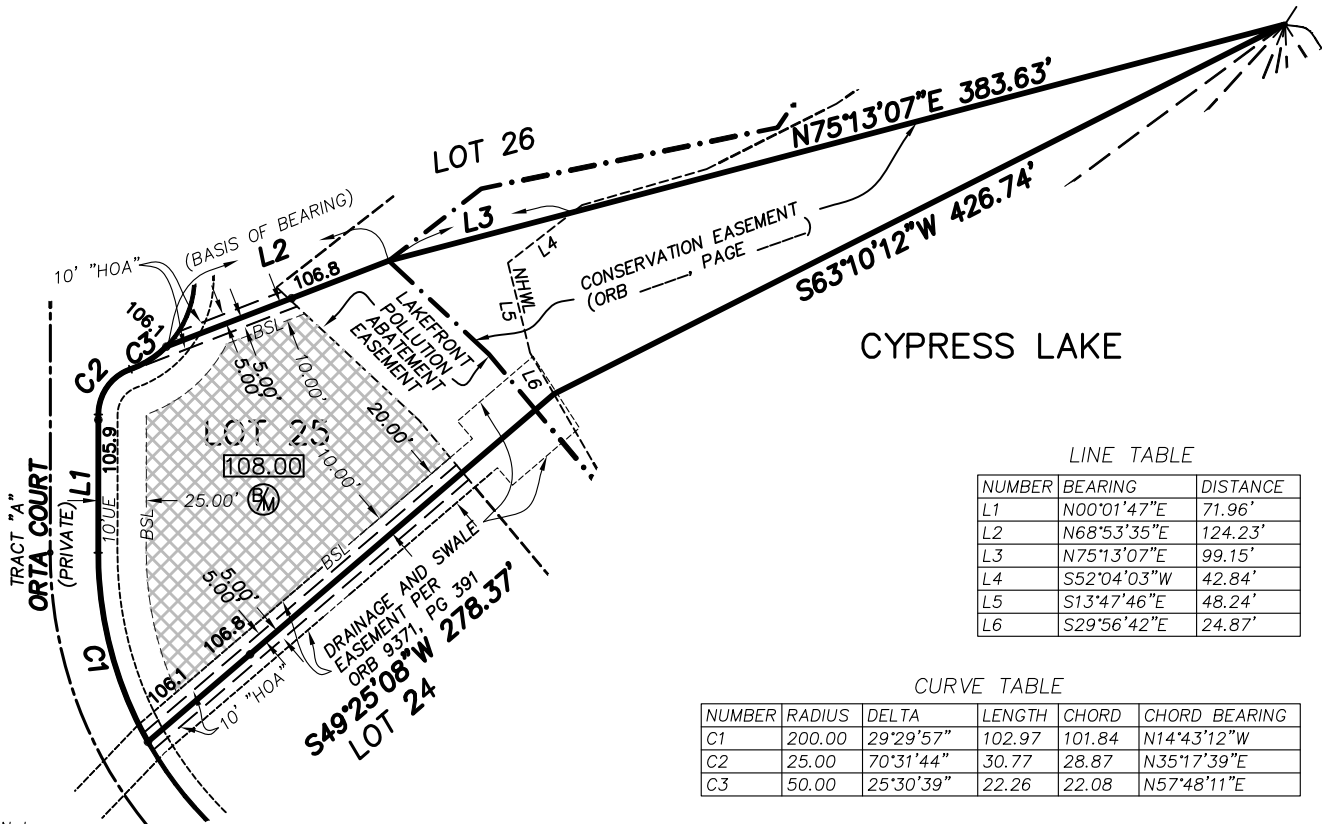 LOT 26
N75°13'07"E 383.63'
L3
(BASIS OF BEARING)
L2
10' "HOA"
106.8
L4
CONSERVATION EASEMENT
(ORB _____, PAGE _____)
S63°10'12"W 426.74'
NHWL
L5
L6
CYPRESS LAKE
106.1
C3
C2
BSL
5.00'
5.00'
10.00'
LAKEFRONT
POLLUTION
ABATEMENT
EASEMENT
20.00'
LOT 25
108.00
B/M
10.00'
105.9
L1
10'UE
BSL
25.00'
TRACT "A"
ORTA COURT
(PRIVATE)
BSL
5.00'
5.00'
106.8
106.1
C1
10' "HOA"
DRAINAGE AND SWALE
EASEMENT PER
ORB 9371, PG 391
S49°25'08"W 278.37'
LOT 24
LINE TABLE
NUMBER BEARING DISTANCE
L1 N00°01'47"E 71.96'
L2 N68°53'35"E 124.23'
L3 N75°13'07"E 99.15'
L4 S52°04'03"W 42.84'
L5 S13°47'46"E 48.24'
L6 S29°56'42"E 24.87'
CURVE TABLE
NUMBER RADIUS DELTA LENGTH CHORD CHORD BEARING
C1 200.00 29°29'57" 102.97 101.84 N14°43'12"W
C2 25.00 70°31'44" 30.77 28.87 N35°17'39"E
C3 50.00 25°30'39" 22.26 22.08 N57°48'11"E